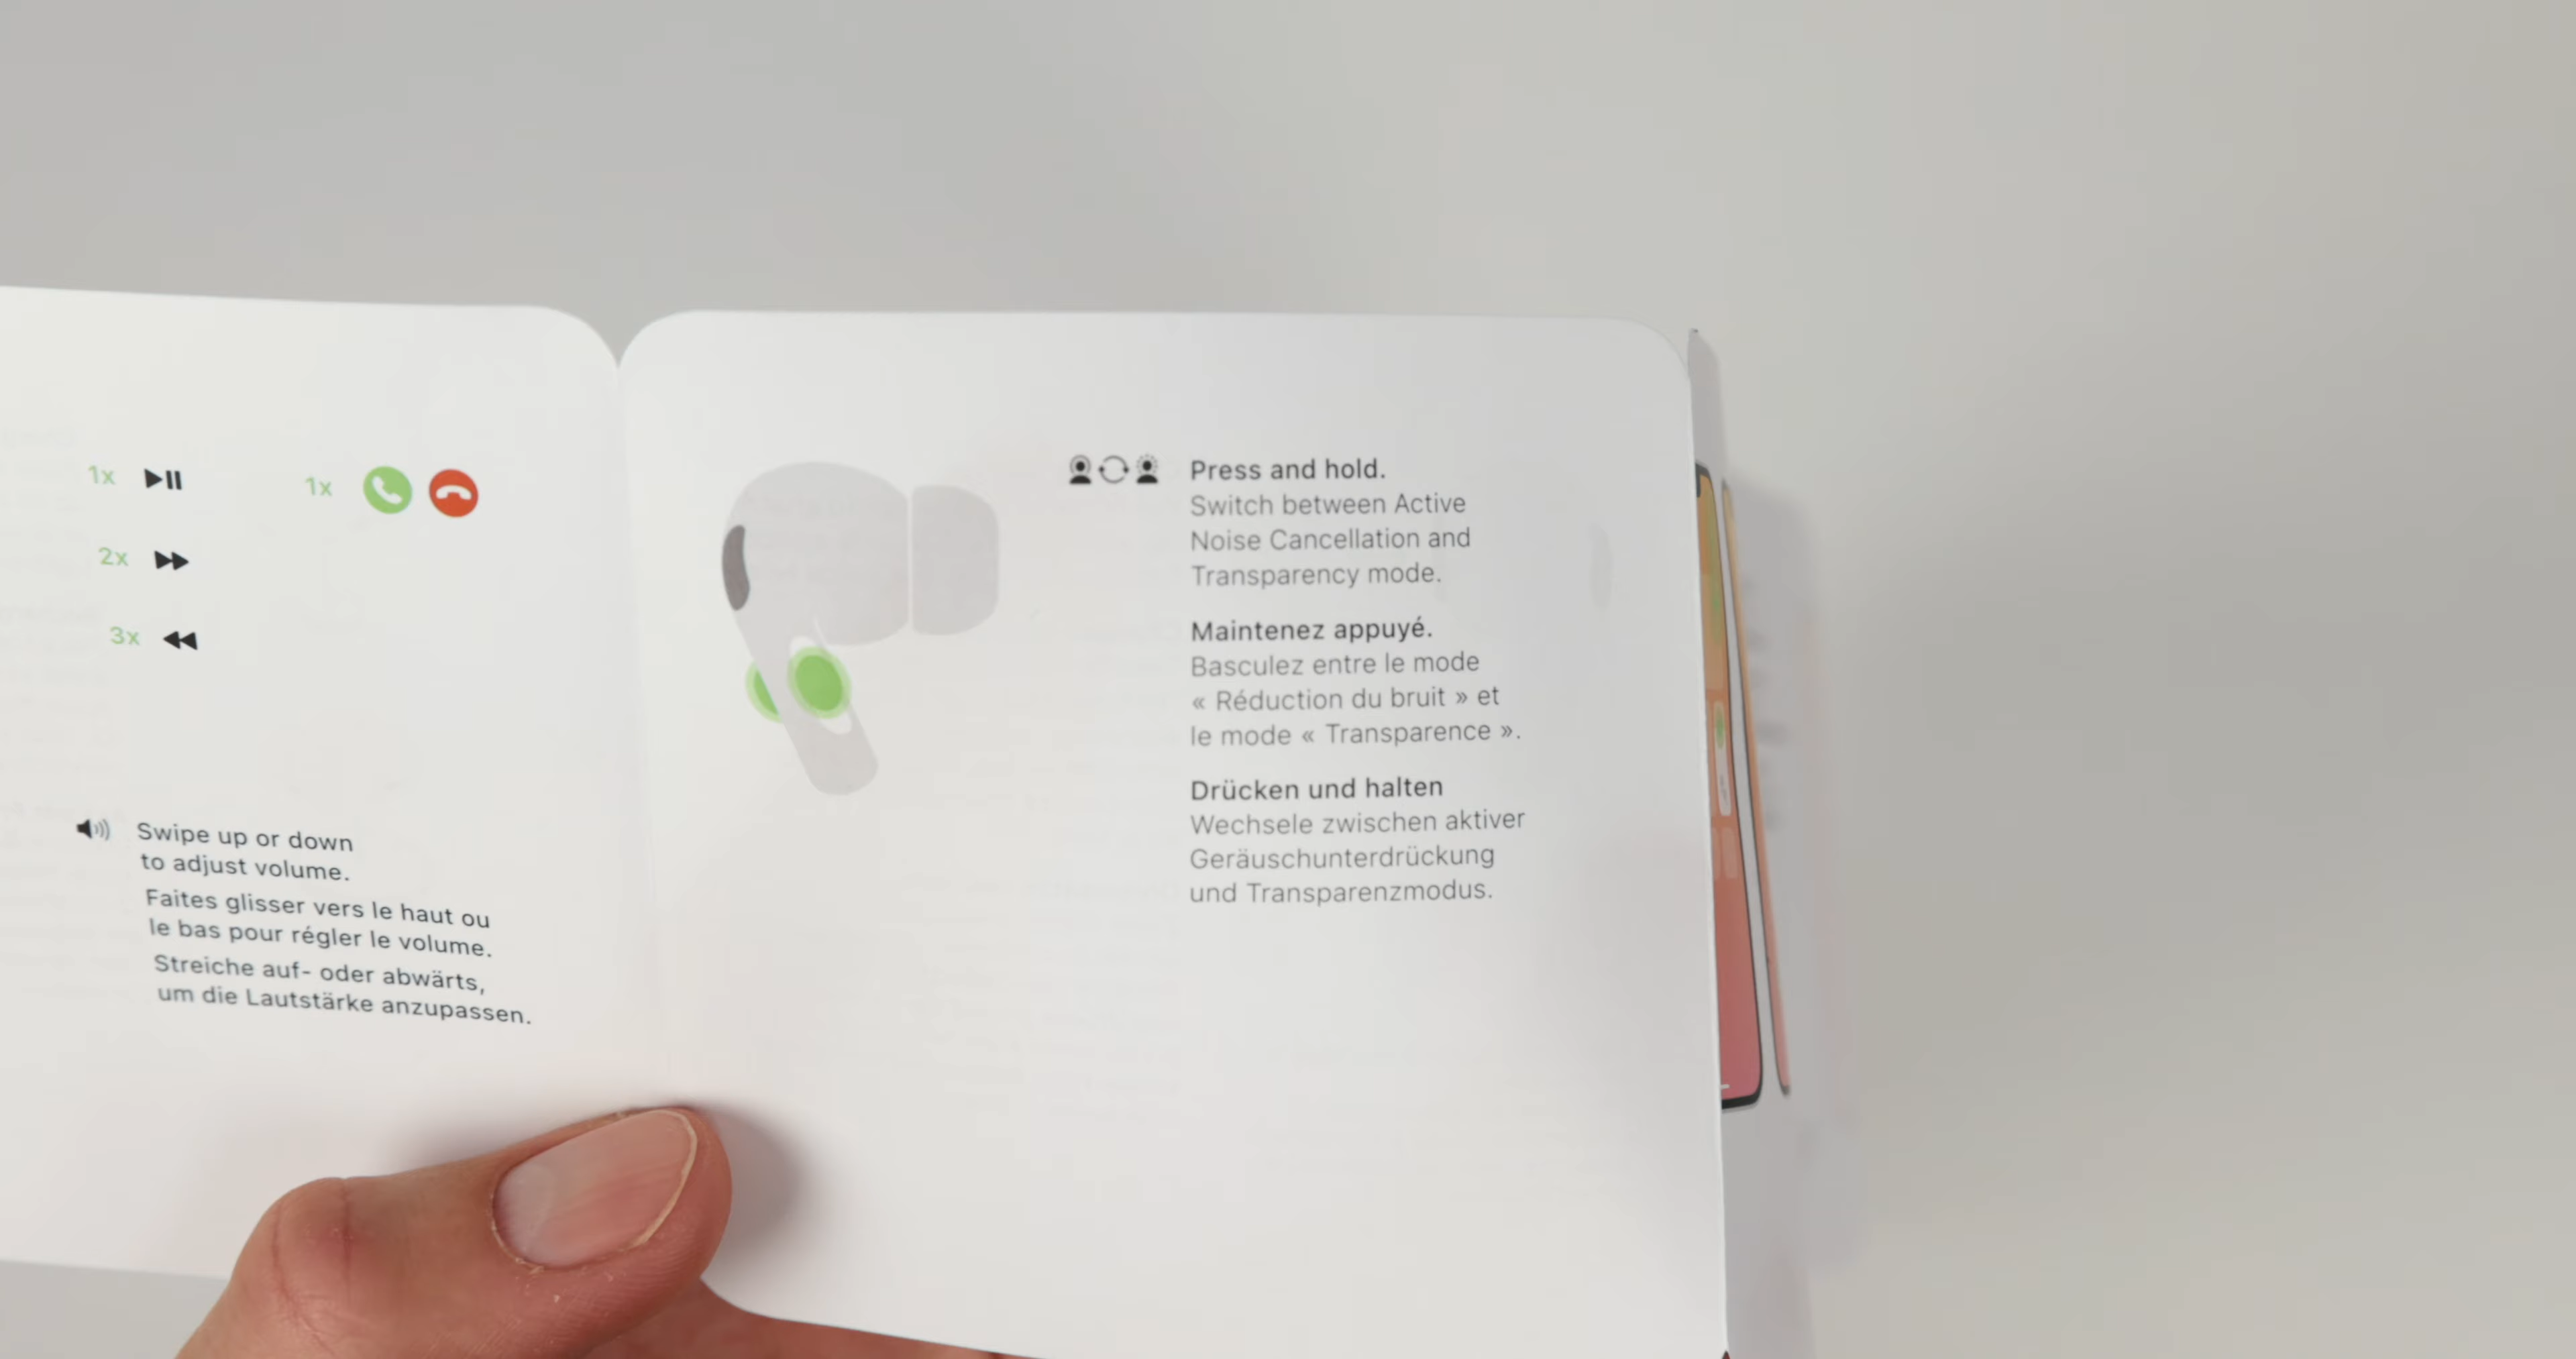 1x
1x
2x
3x
Swipe up or down
to adjust volume.
Faites glisser vers le haut ou
le bas pour régler le volume.
Streiche auf- oder abwärts,
um die Lautstärke anzupassen.
Press and hold.
Switch between Active
Noise Cancellation and
Transparency mode.
Maintenez appuyé.
Basculez entre le mode
« Réduction du bruit » et
le mode « Transparence ».
Drücken und halten
Wechsele zwischen aktiver
Geräuschunterdrückung
und Transparenzmodus.